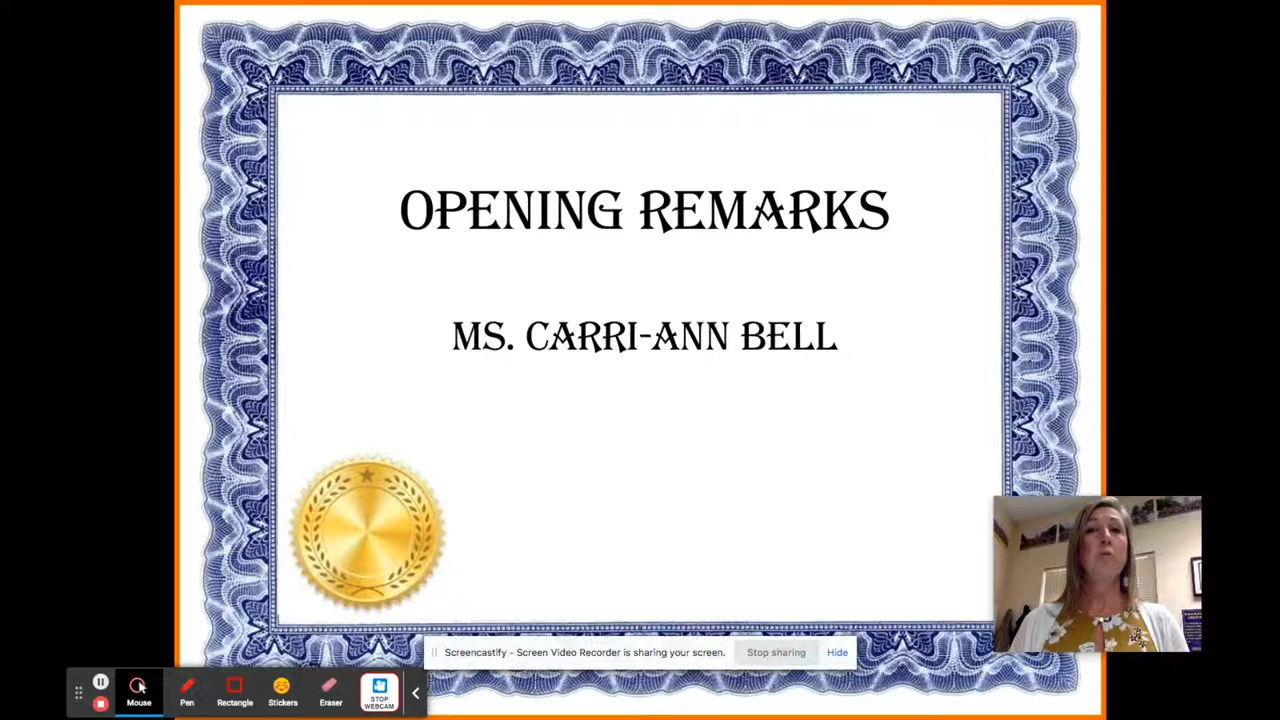 OPENING REMARKS
MS. CARRI-ANN BELL
Screencastify - Screen Video Recorder is sharing your screen.
Stop sharing
Hide
Mouse
Pen
Rectangle
Stickers
Eraser
STOP
WEBCAM